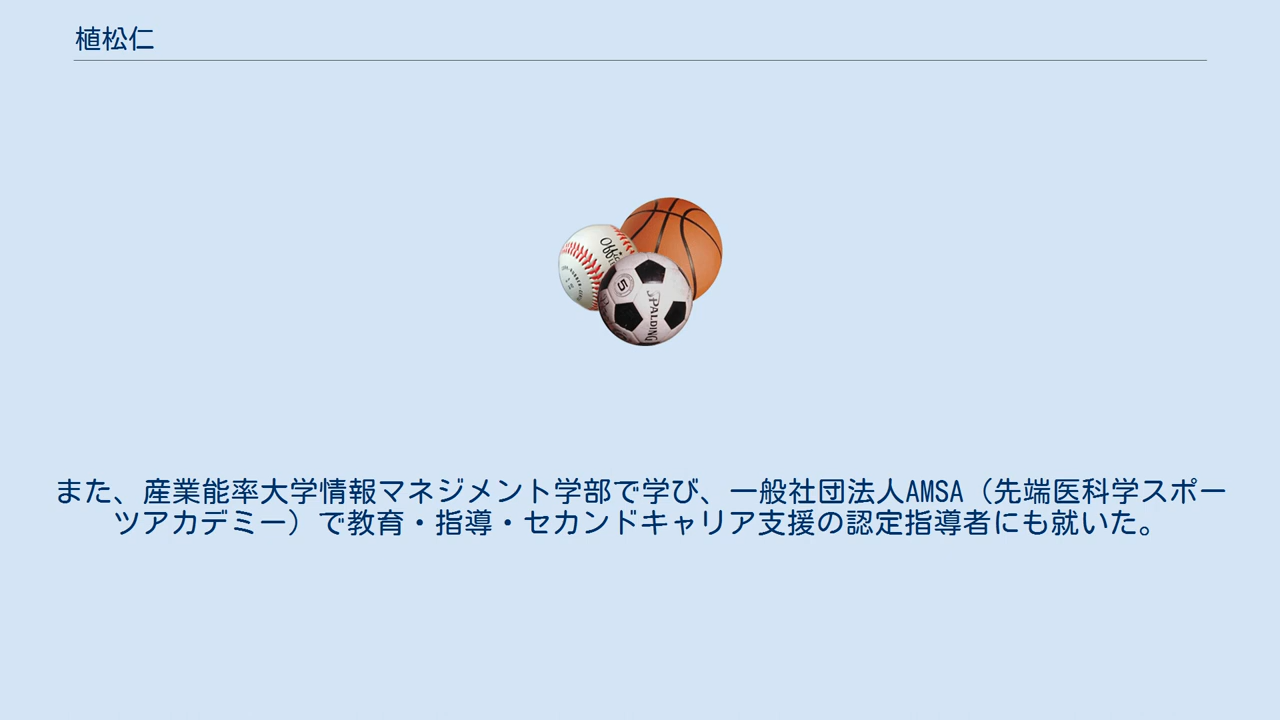 植松仁
Offic
5
SPALDING
また、産業能率大学情報マネジメント学部で学び、一般社団法人AMSA（先端医科学スポー
ツアカデミー）で教育・指導・セカンドキャリア支援の認定指導者にも就いた。